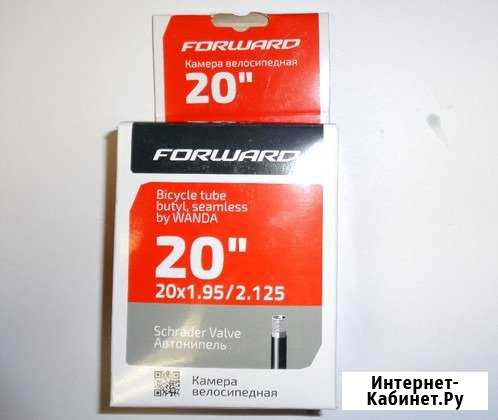 FORWARD
Камера велосипедная
20"
FORWARD
Bicycle tube
butyl, seamless
by WANDA
20"
20x1.95/2.125
Schrader Valve
Автонипель
Камера
велосипедная
Интернет-
Кабинет.Ру